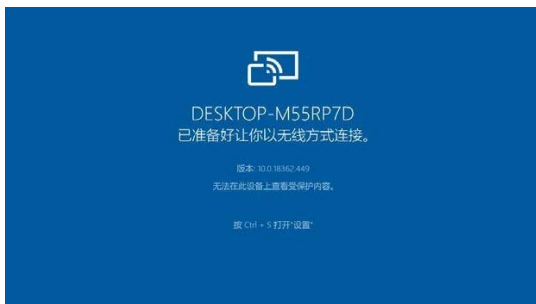 DESKTOP-M55RP7D
已准备好让你以无线方式连接。
版本: 10.0.18362.449
无法在此设备上查看受保护内容。
按 Ctrl + S 打开"设置"